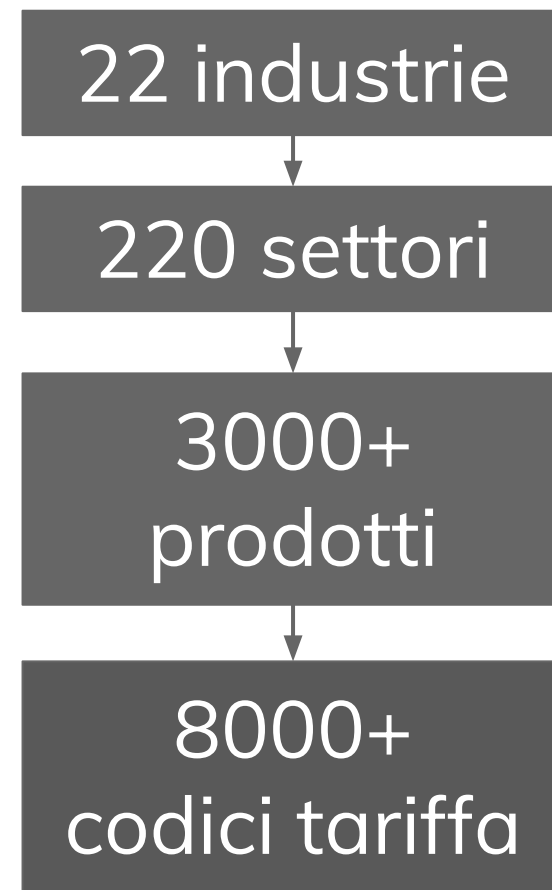 22 industrie
220 settori
3000+
prodotti
8000+
codici tariffa